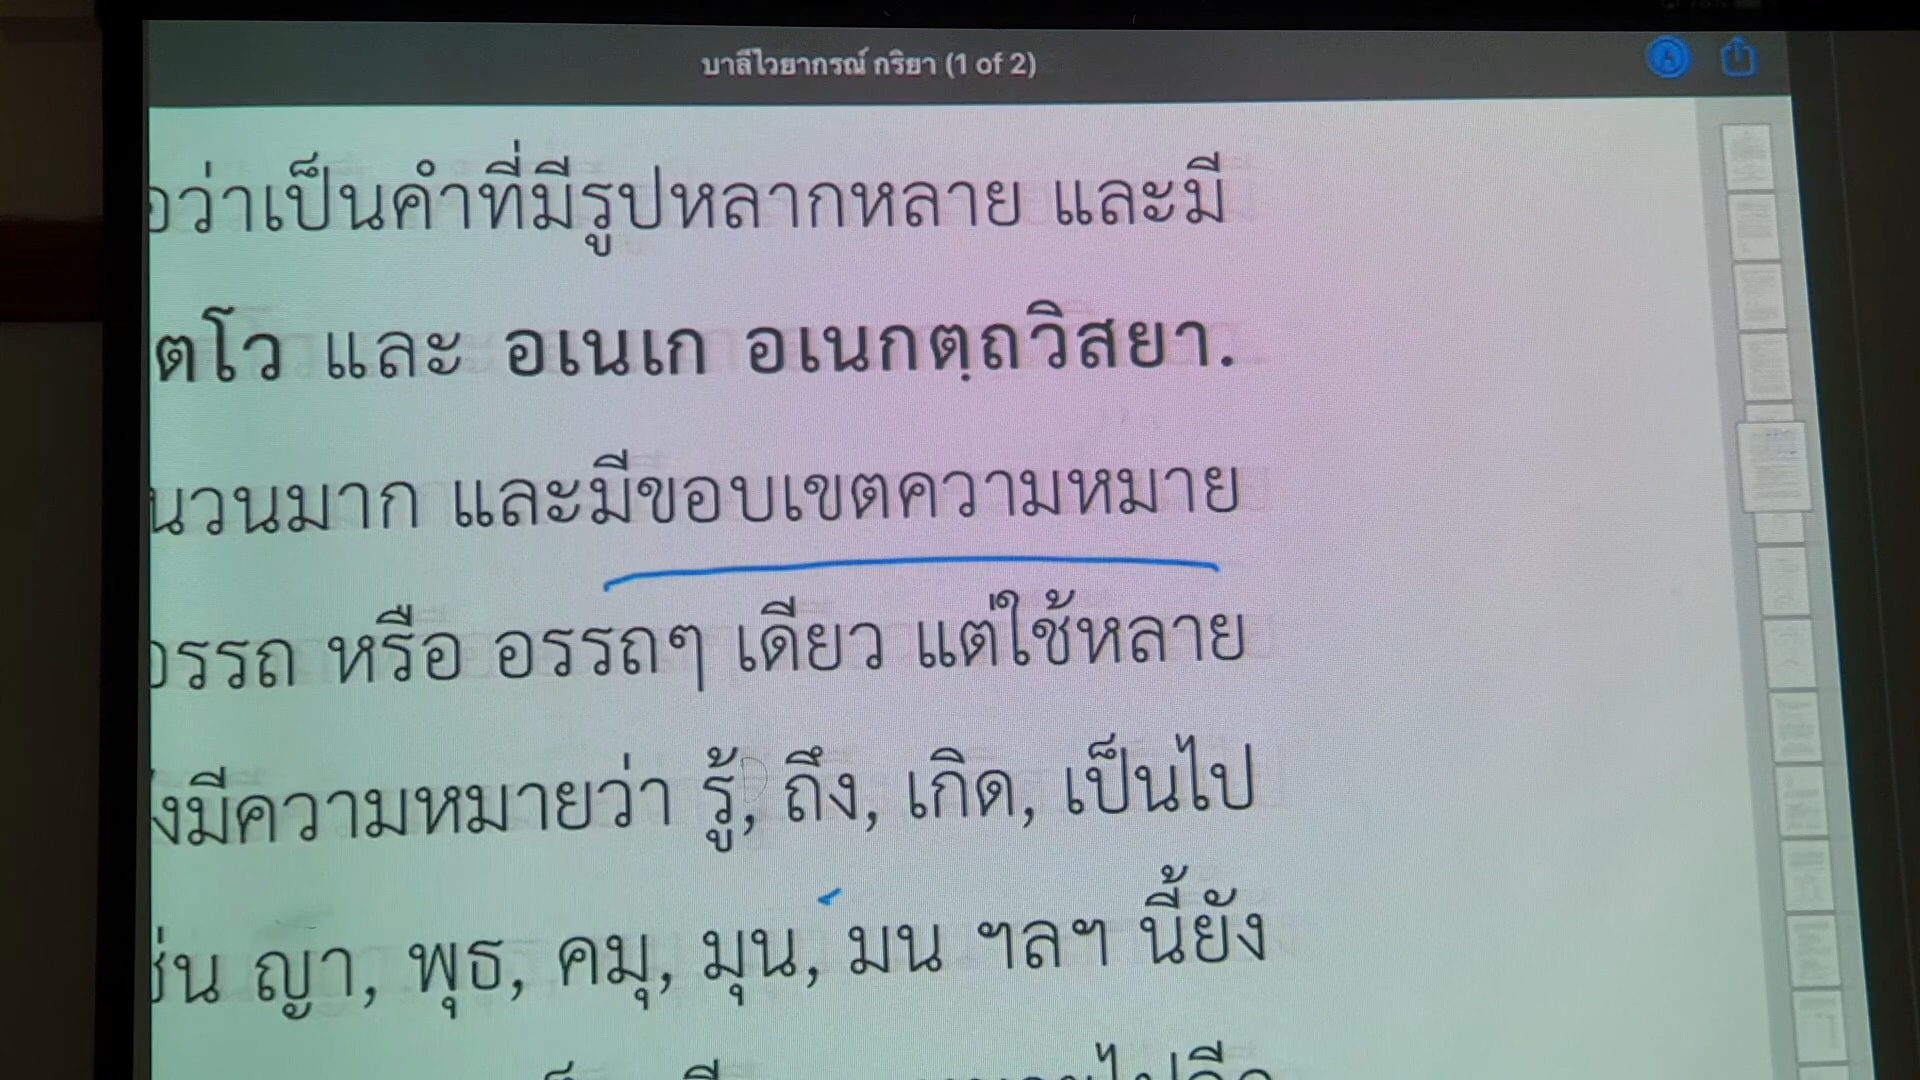 บาลีไวยากรณ์ กริยา (1 of 2)
ว่าเป็นคำที่มีรูปหลากหลาย และมี
ตโว และ อเนเก อเนกตฺถวิสยา.
นวนมาก และมีขอบเขตความหมาย
อรรถ หรือ อรรถๆ เดียว แต่ใช้หลาย
งมีความหมายว่า รู้, ถึง, เกิด, เป็นไป
ช่น ญา, พุธ, คมุ, มุน, มน ฯลฯ นี้ยัง